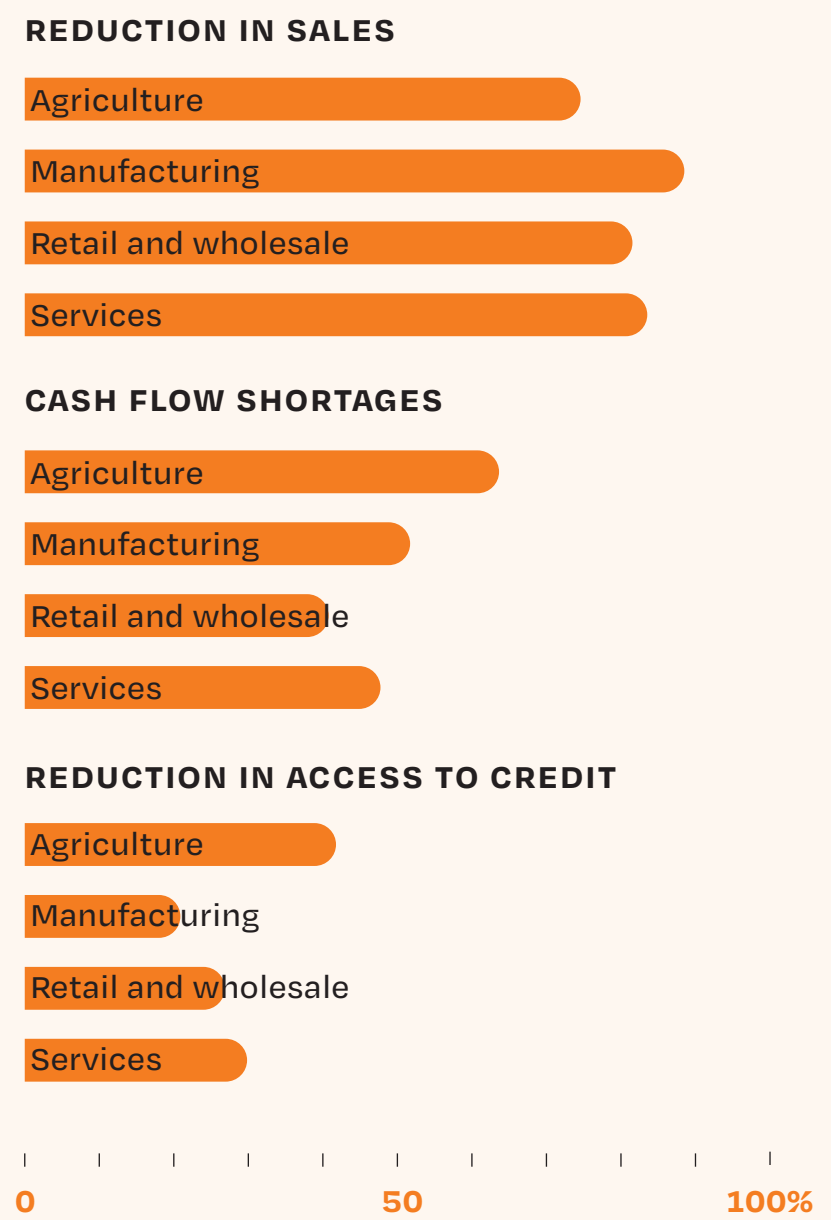 REDUCTION IN SALES
Agriculture
Manufacturing
Retail and wholesale
Services
CASH FLOW SHORTAGES
Agriculture
Manufacturing
Retail and wholesale
Services
REDUCTION IN ACCESS TO CREDIT
Agriculture
Manufacturing
Retail and wholesale
Services
0 50 100%